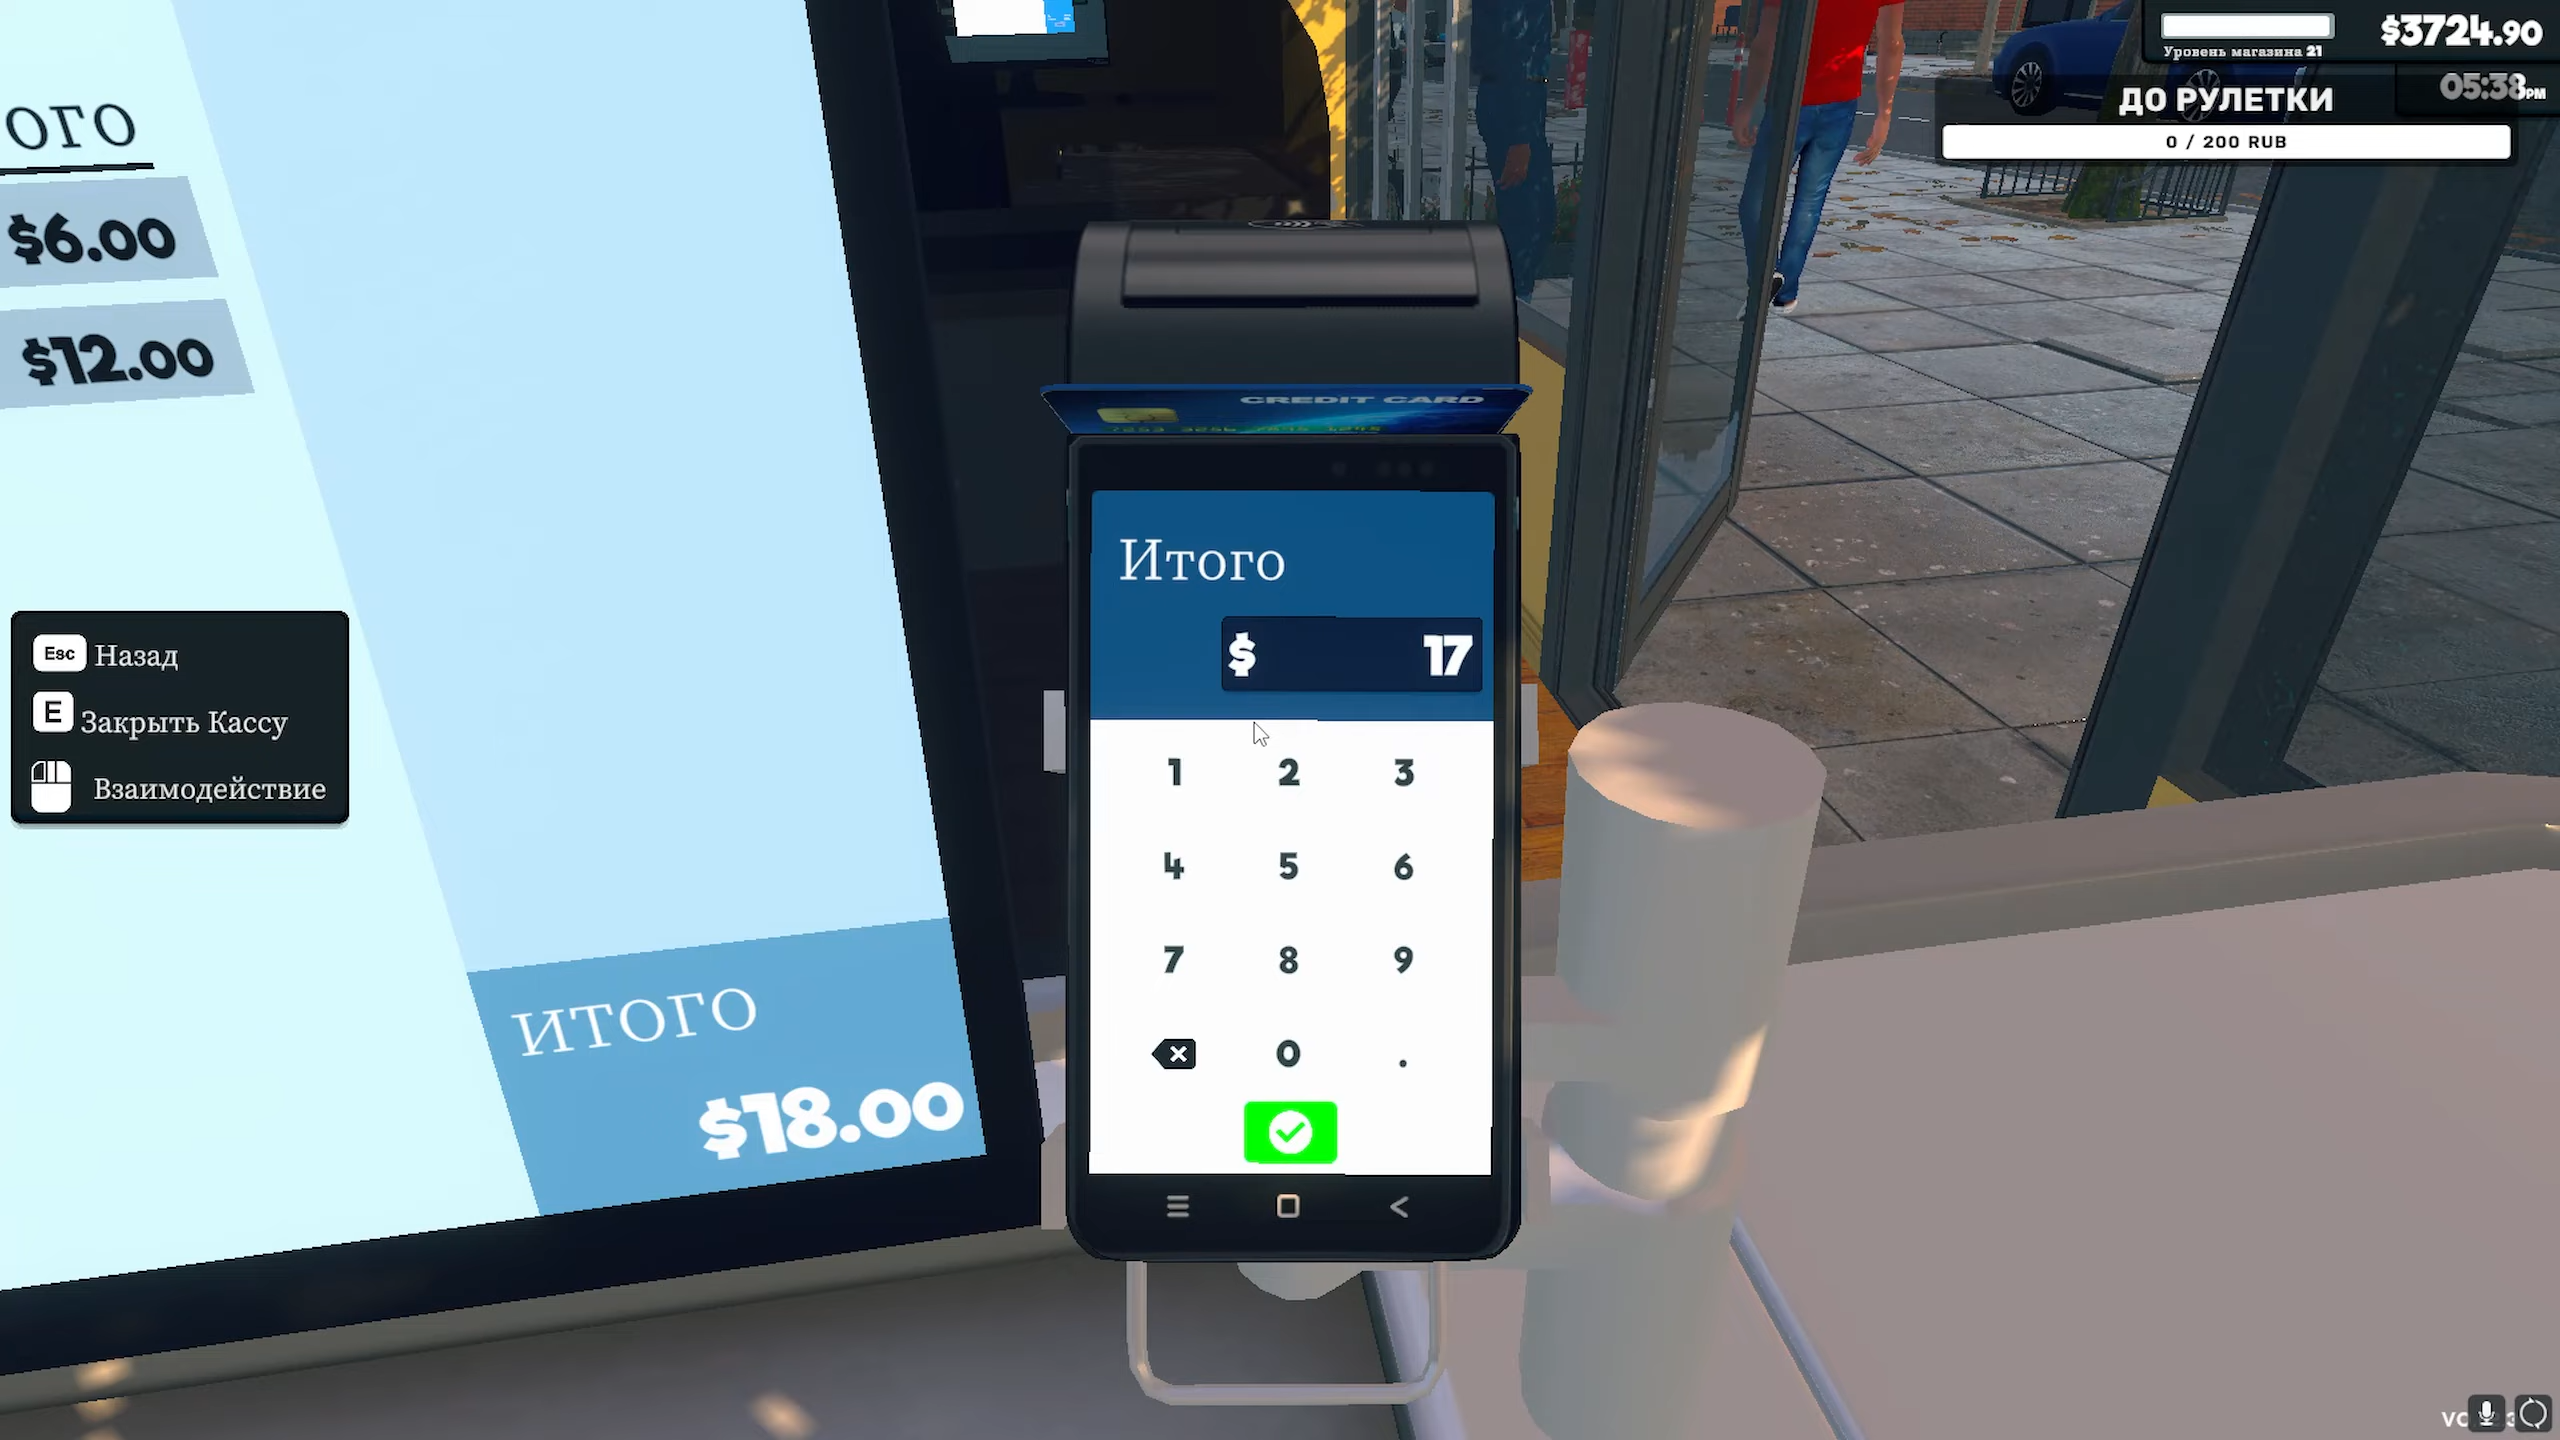 ОГО
$6.00
$12.00
Esc Назад
E Закрыть Кассу
Взаимодействие
ИТОГО
$18.00
CREDIT CARD
Итого
$ 17
1 2 3
4 5 6
7 8 9
0 .
$3724.90
Уровень магазина 21
05:38PM
ДО РУЛЕТКИ
0 / 200 RUB